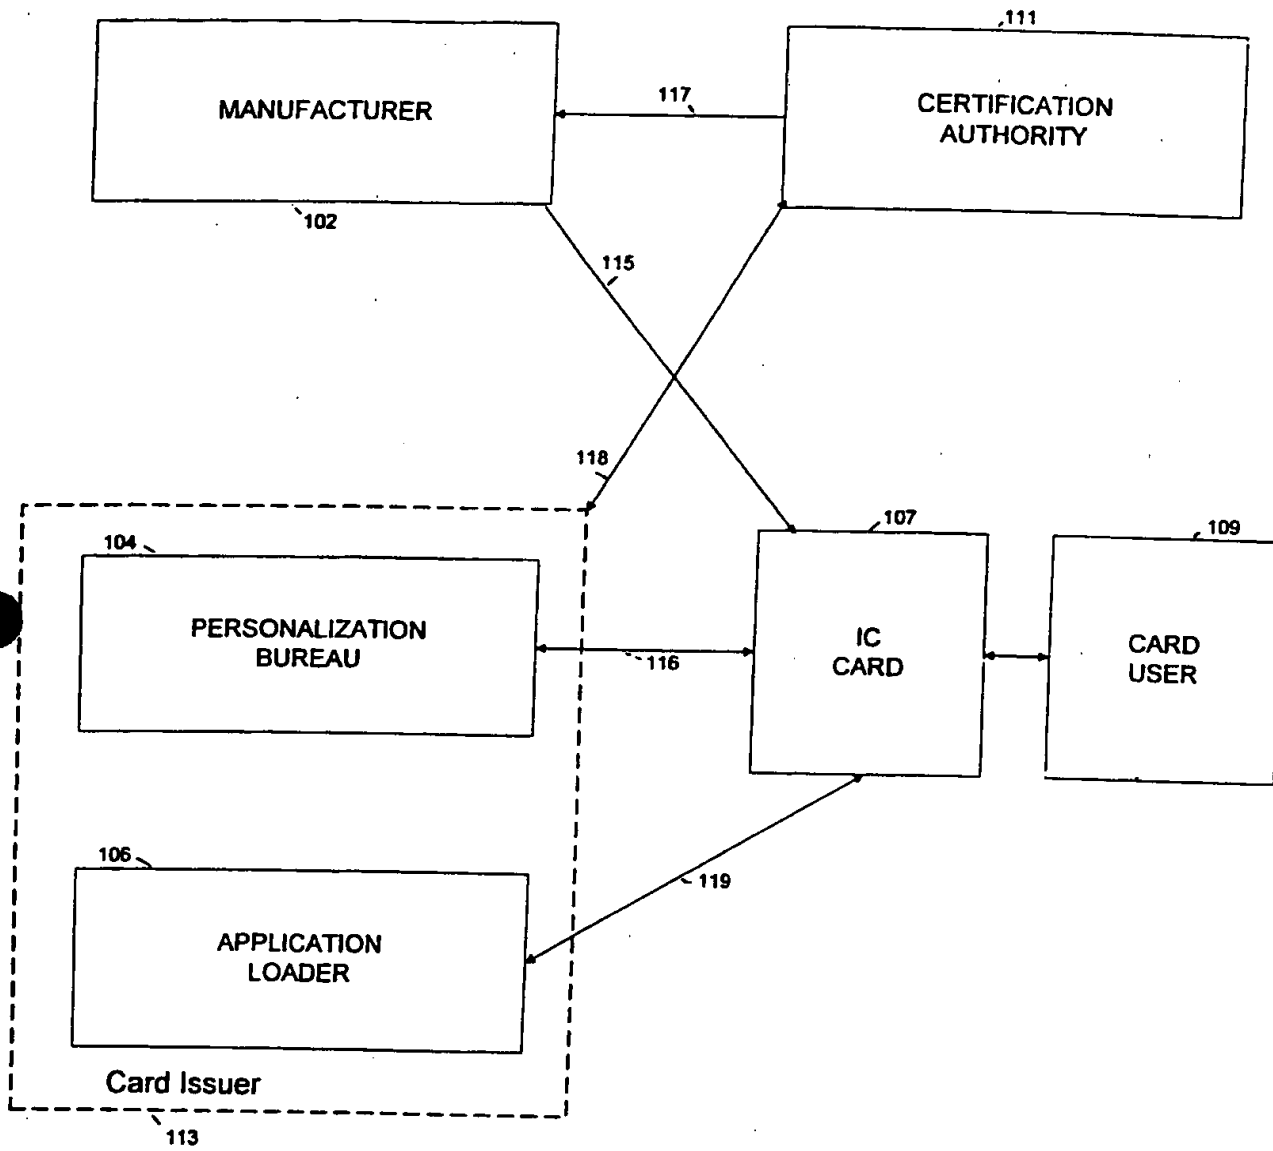 111
MANUFACTURER
117
CERTIFICATION
AUTHORITY
102
115
118
107
109
104
PERSONALIZATION
BUREAU
116
IC
CARD
CARD
USER
106
119
APPLICATION
LOADER
Card Issuer
113